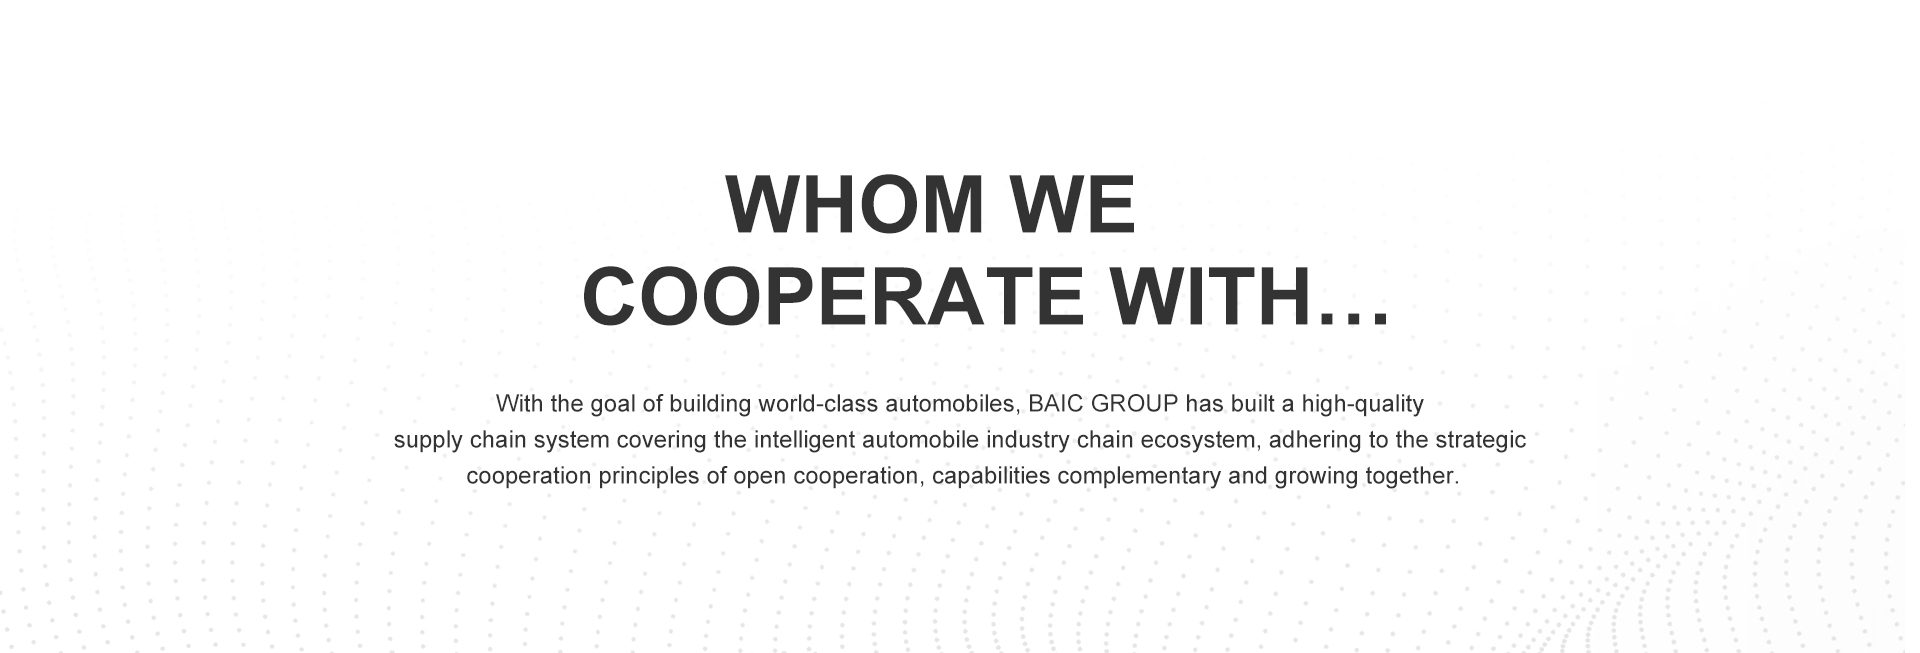 WHOM WE
COOPERATE WITH…
With the goal of building world-class automobiles, BAIC GROUP has built a high-quality
supply chain system covering the intelligent automobile industry chain ecosystem, adhering to the strategic
cooperation principles of open cooperation, capabilities complementary and growing together.